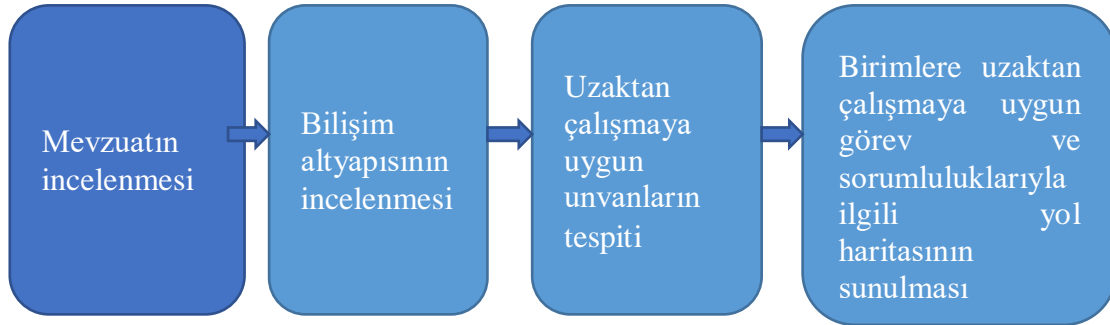 Mevzuatın
incelenmesi
Bilişim
altyapısının
incelenmesi
Uzaktan
çalışmaya
uygun
unvanların
tespiti
Birimlere uzaktan
çalışmaya uygun
görev ve
sorumluluklarıyla
ilgili yol
haritasının
sunulması